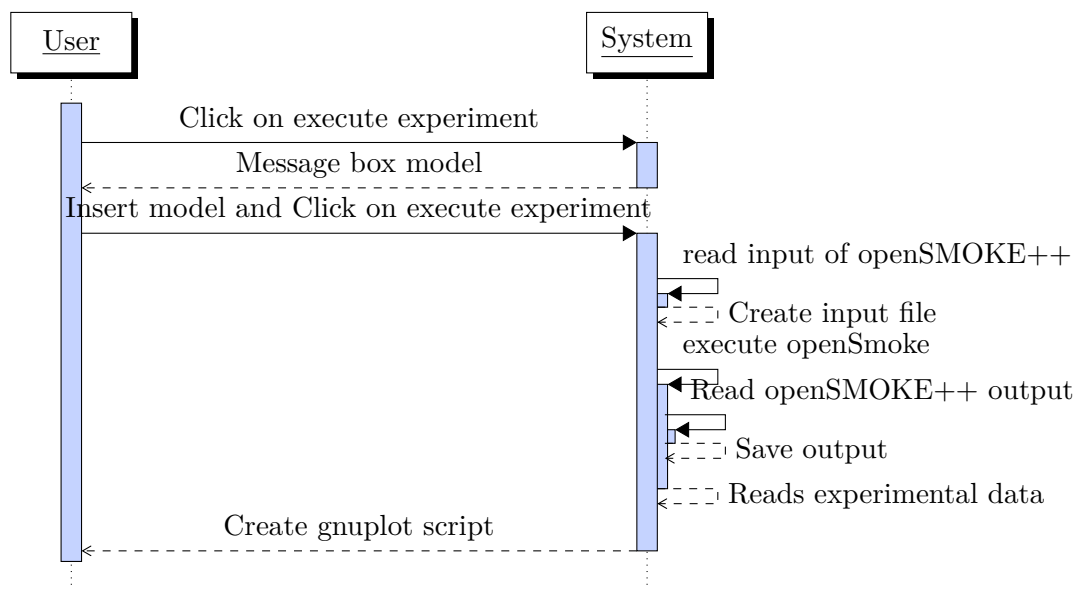 User
System
Click on execute experiment
Message box model
Insert model and Click on execute experiment
read input of openSMOKE++
Create input file
execute openSmoke
Read openSMOKE++ output
Save output
Reads experimental data
Create gnuplot script